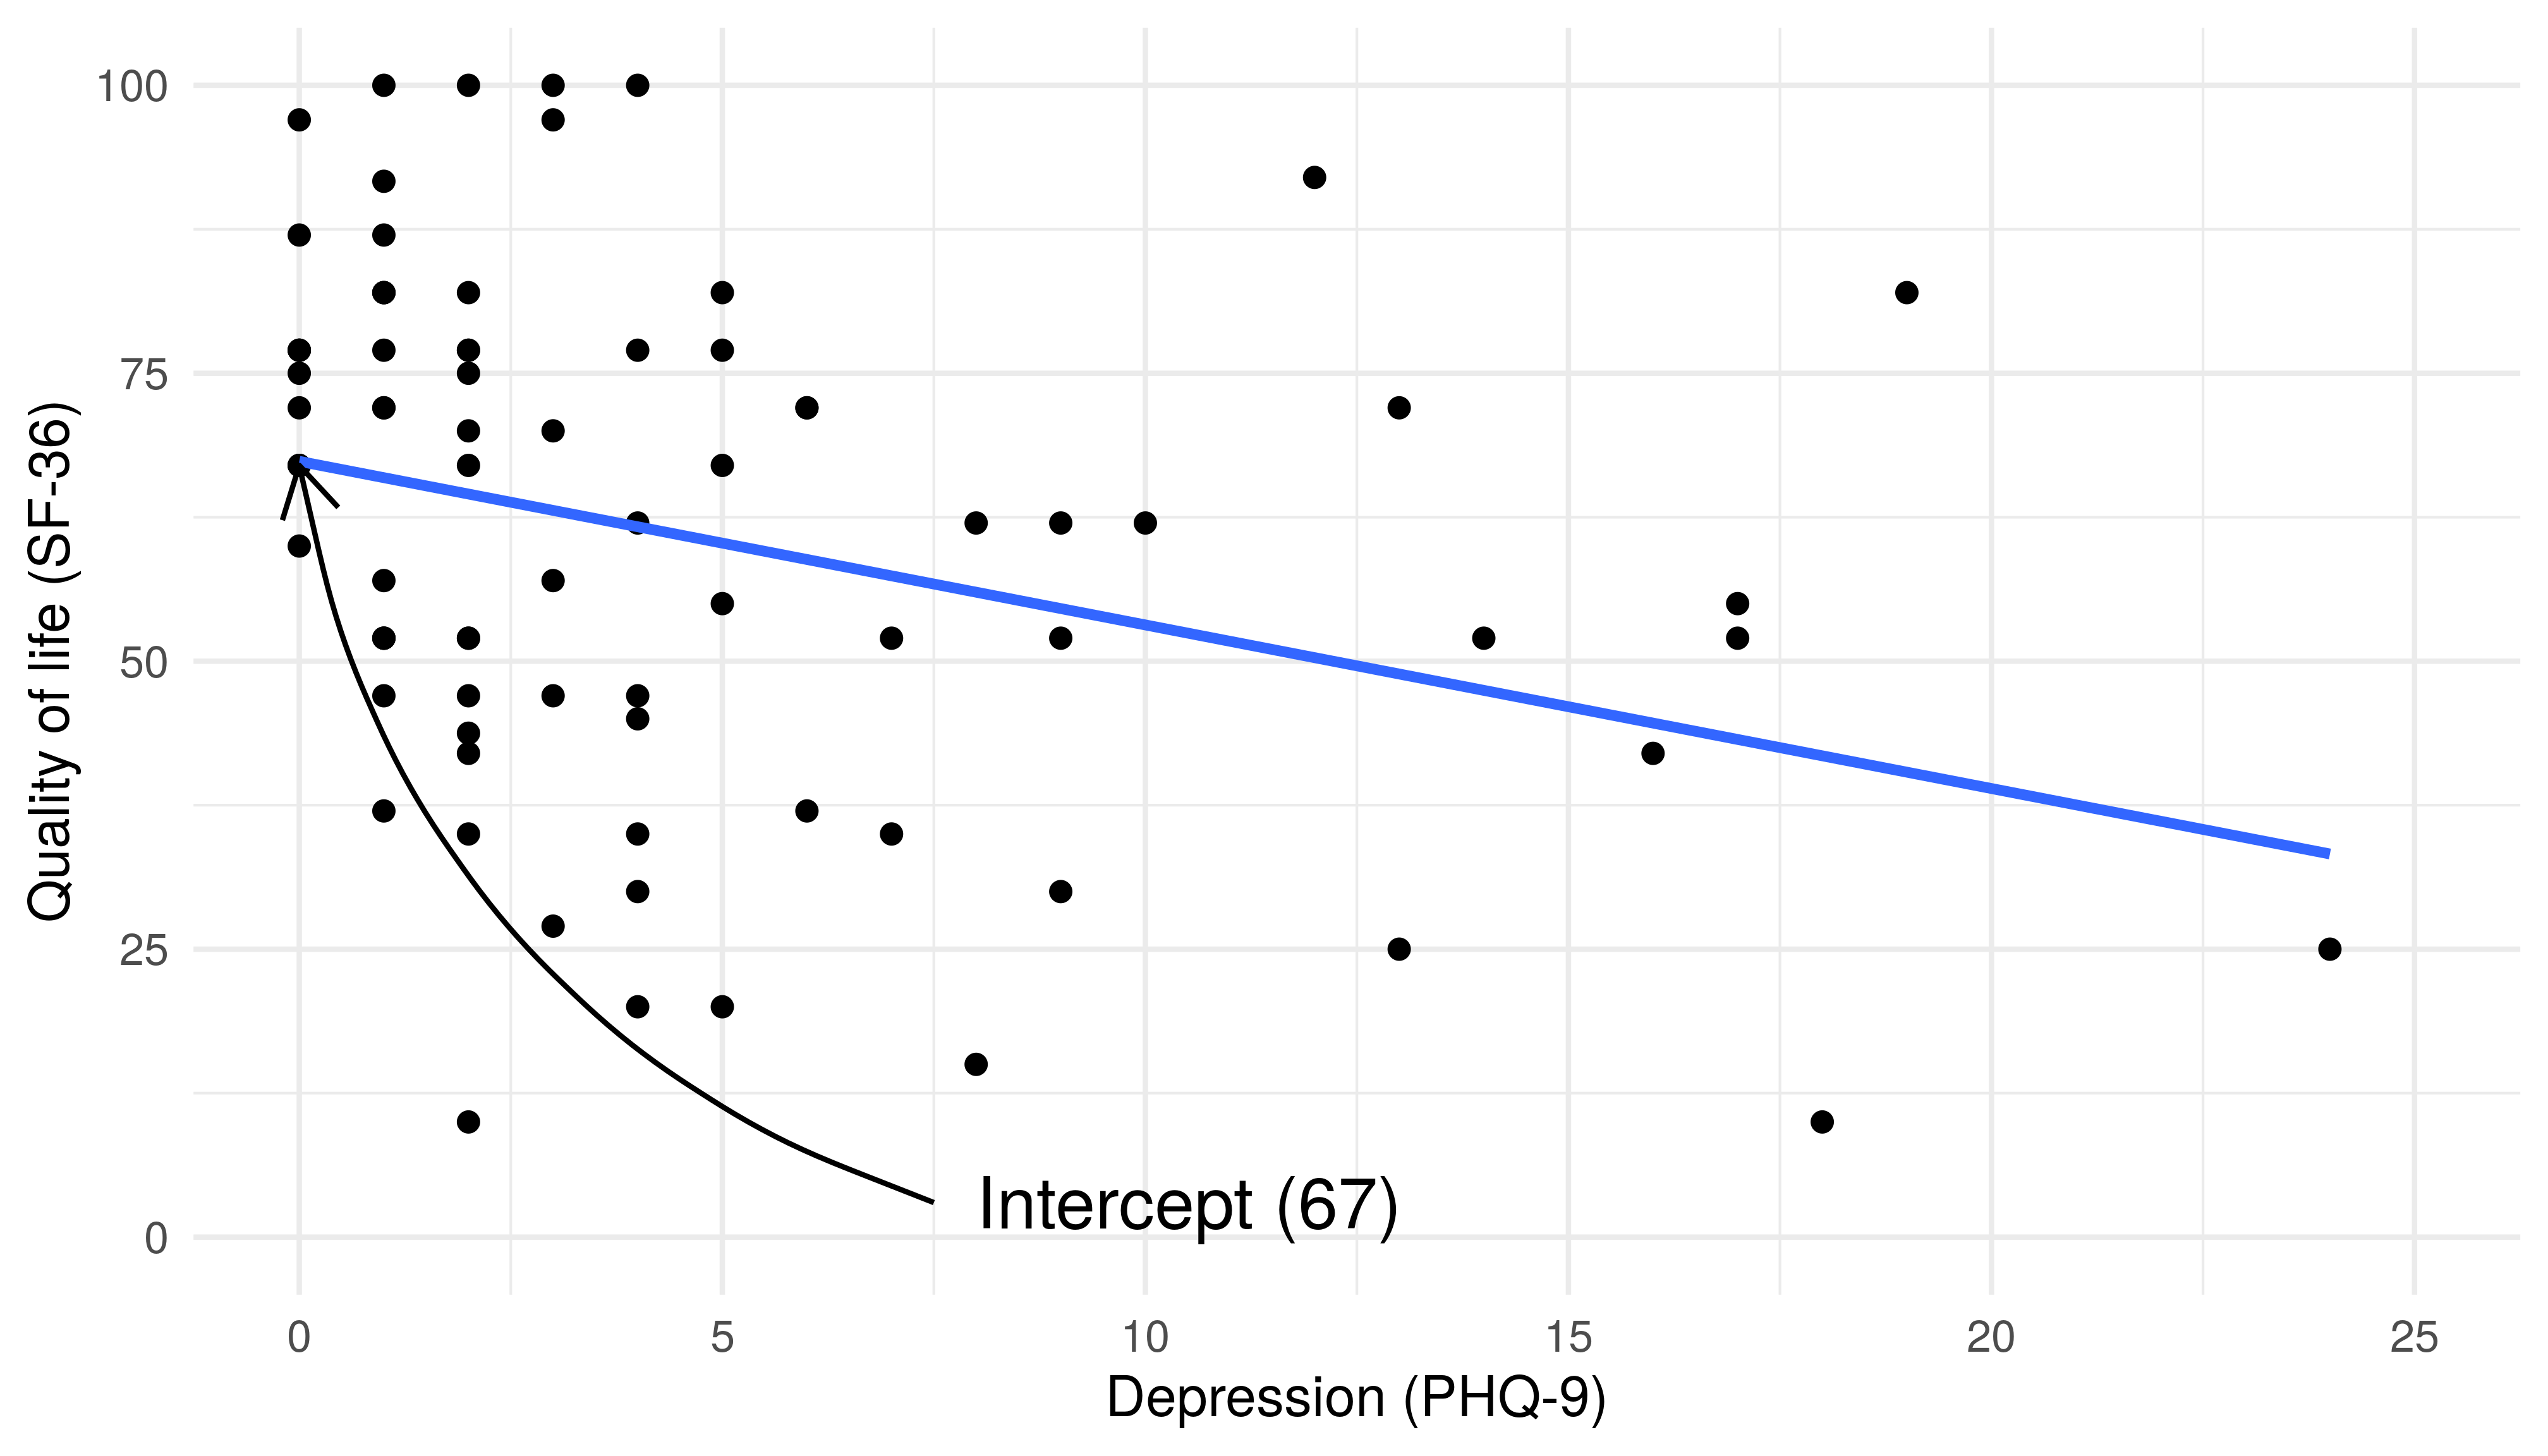 100
75
50
25
0
Quality of life (SF-36)
Intercept (67)
0 5 10 15 20 25
Depression (PHQ-9)